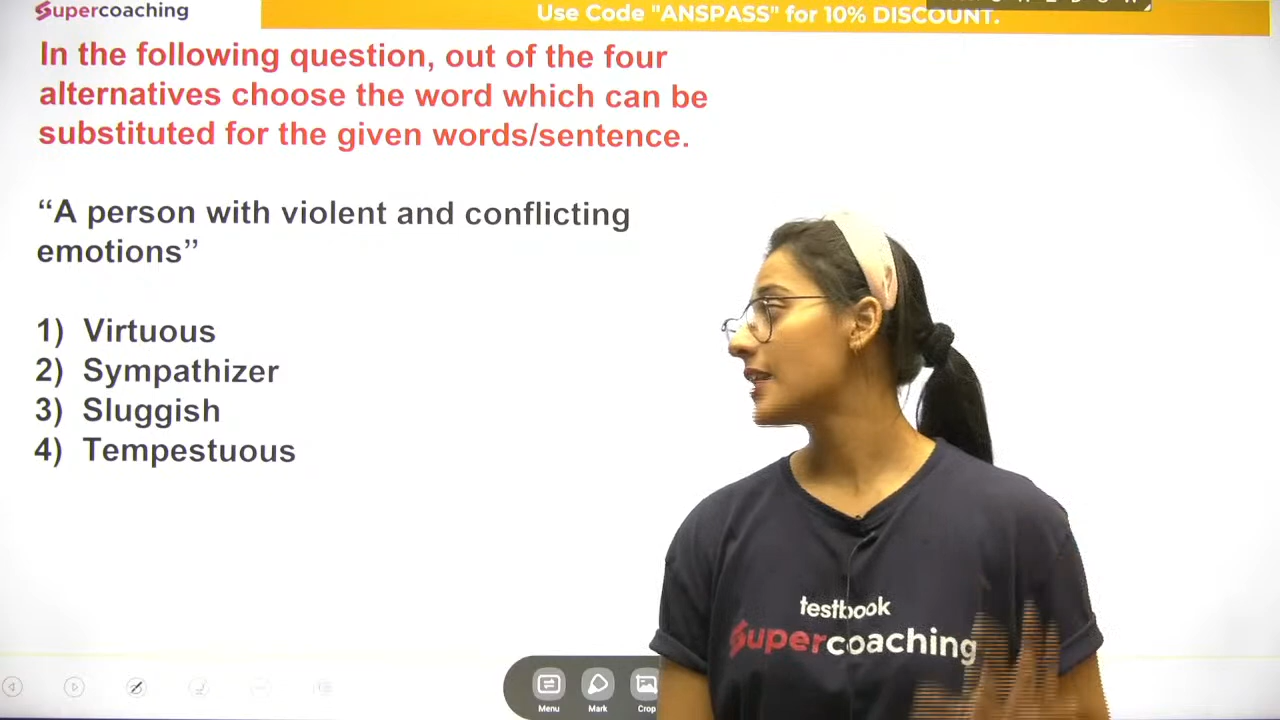 Supercoaching
Use Code "ANSPASS" for 10% DISCOUNT.
In the following question, out of the four
alternatives choose the word which can be
substituted for the given words/sentence.
“A person with violent and conflicting
emotions”
1) Virtuous
2) Sympathizer
3) Sluggish
4) Tempestuous
testbook
Supercoaching
Menu
Mark
Crop